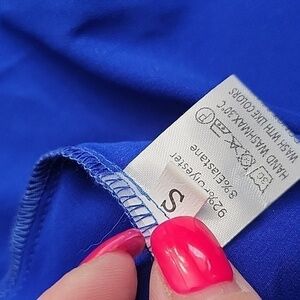 S
92%Polyester
8%Elastane
HAND WASH MAX 30°C
WASH WITH LIKE COLORS